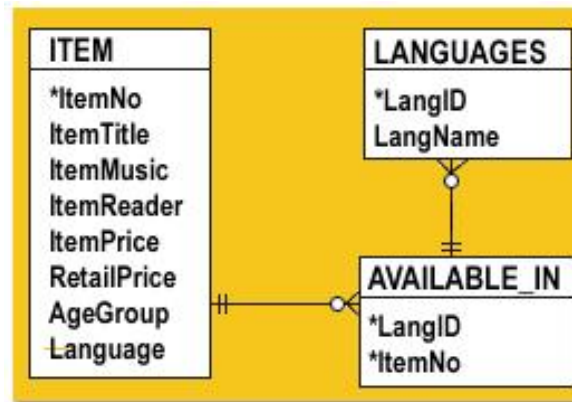 ITEM
*ItemNo
ItemTitle
ItemMusic
ItemReader
ItemPrice
RetailPrice
AgeGroup
Language
LANGUAGES
*LangID
LangName
AVAILABLE_IN
*LangID
*ItemNo